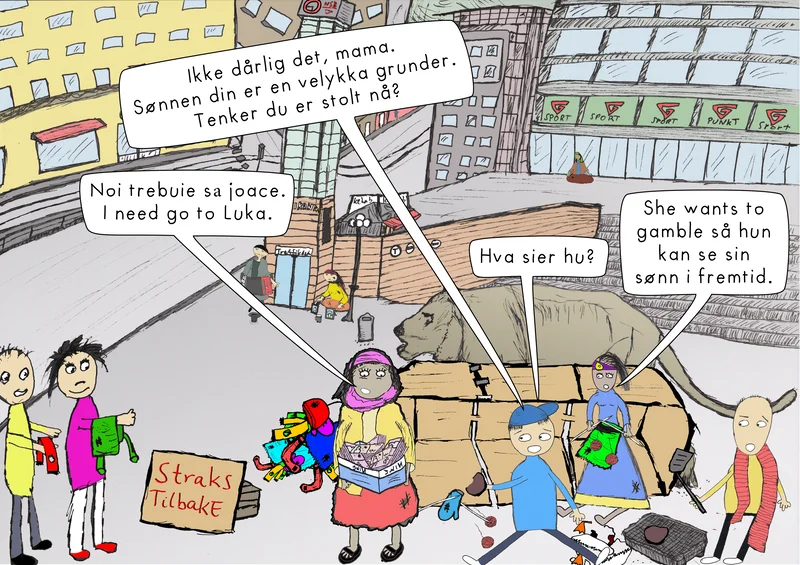 Ikke dårlig det, mama.
Sønnen din er en velykka grunder.
Tenker du er stolt nå?
SPORT
SPORT
SPORT
PUNKT
Sport
Noi trebuie sa joace.
I need go to Luka.
Hva sier hu?
She wants to
gamble så hun
kan se sin
sønn i fremtid.
Straks
TilbakE